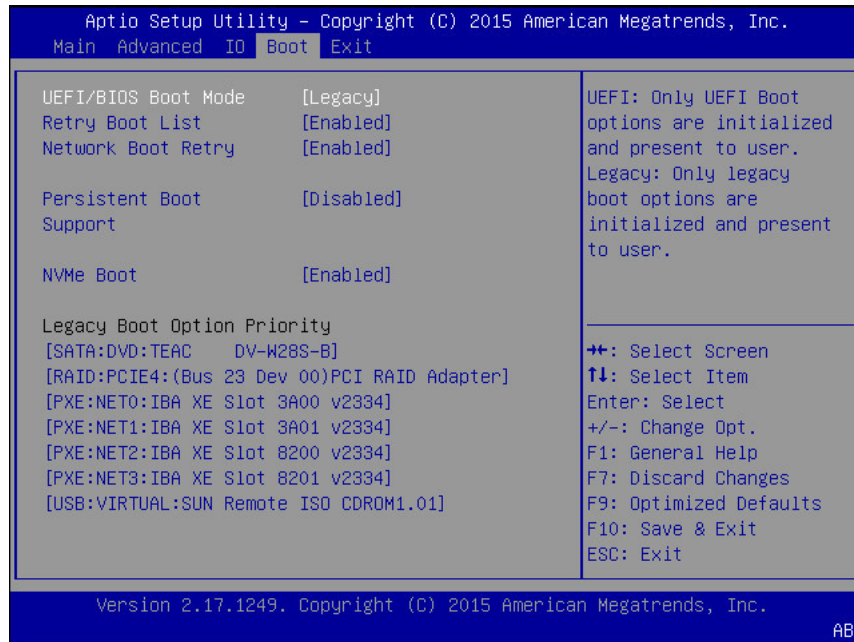 Aptio Setup Utility – Copyright (C) 2015 American Megatrends, Inc.
Main Advanced IO Boot Exit
UEFI/BIOS Boot Mode [Legacy]
Retry Boot List [Enabled]
Network Boot Retry [Enabled]
Persistent Boot [Disabled]
Support
NVMe Boot [Enabled]
Legacy Boot Option Priority
[SATA:DVD:TEAC DV-W28S-B]
[RAID:PCIE4:(Bus 23 Dev 00)PCI RAID Adapter]
[PXE:NET0:IBA XE Slot 3A00 v2334]
[PXE:NET1:IBA XE Slot 3A01 v2334]
[PXE:NET2:IBA XE Slot 8200 v2334]
[PXE:NET3:IBA XE Slot 8201 v2334]
[USB:VIRTUAL:SUN Remote ISO CDROM1.01]
UEFI: Only UEFI Boot
options are initialized
and present to user.
Legacy: Only legacy
boot options are
initialized and present
to user.
→←: Select Screen
↑↓: Select Item
Enter: Select
+/-: Change Opt.
F1: General Help
F7: Discard Changes
F9: Optimized Defaults
F10: Save & Exit
ESC: Exit
Version 2.17.1249. Copyright (C) 2015 American Megatrends, Inc.
AB